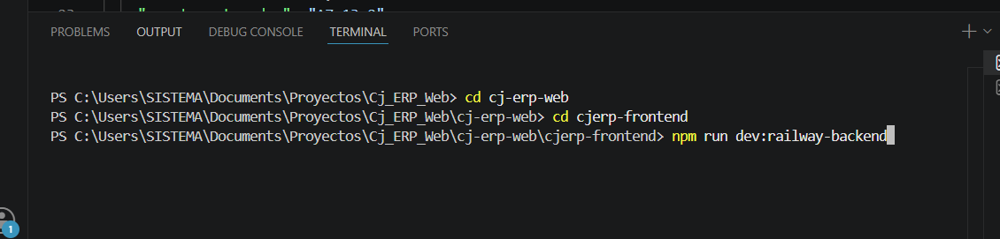 PROBLEMS OUTPUT DEBUG CONSOLE TERMINAL PORTS
PS C:\Users\SISTEMA\Documents\Proyectos\Cj_ERP_Web> cd cj-erp-web
PS C:\Users\SISTEMA\Documents\Proyectos\Cj_ERP_Web\cj-erp-web> cd cjerp-frontend
PS C:\Users\SISTEMA\Documents\Proyectos\Cj_ERP_Web\cj-erp-web\cjerp-frontend> npm run dev:railway-backend
1